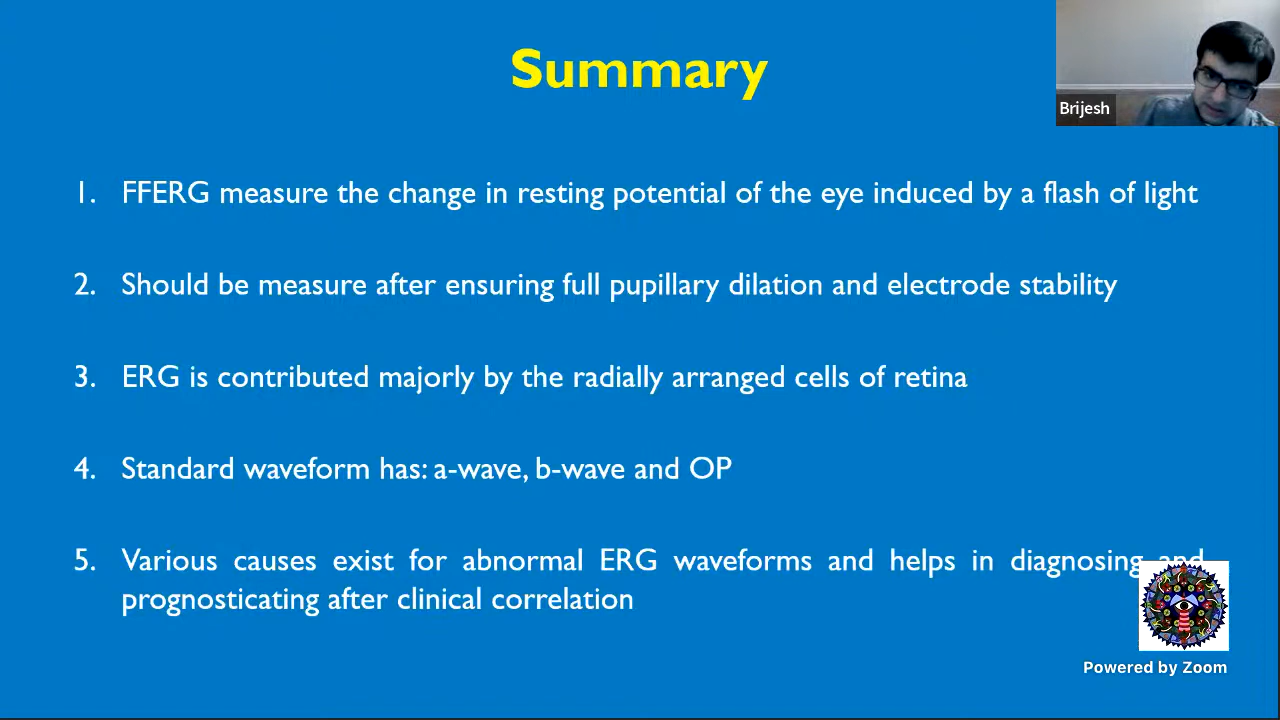 Summary
Brijesh
1. FFERG measure the change in resting potential of the eye induced by a flash of light
2. Should be measure after ensuring full pupillary dilation and electrode stability
3. ERG is contributed majorly by the radially arranged cells of retina
4. Standard waveform has: a-wave, b-wave and OP
5. Various causes exist for abnormal ERG waveforms and helps in diagnosing and
prognosticating after clinical correlation
Powered by Zoom